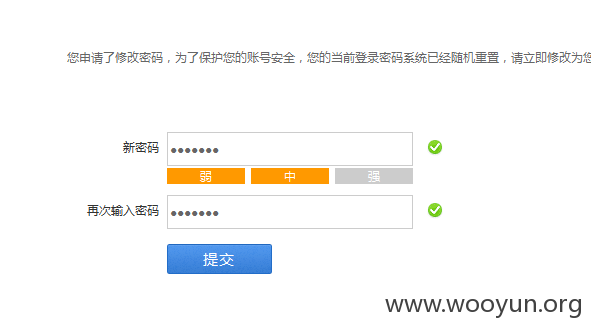 您申请了修改密码，为了保护您的账号安全，您的当前登录密码系统已经随机重置，请立即修改为您
新密码 •••••••
弱 中 强
再次输入密码 •••••••
提交
www.wooyun.org